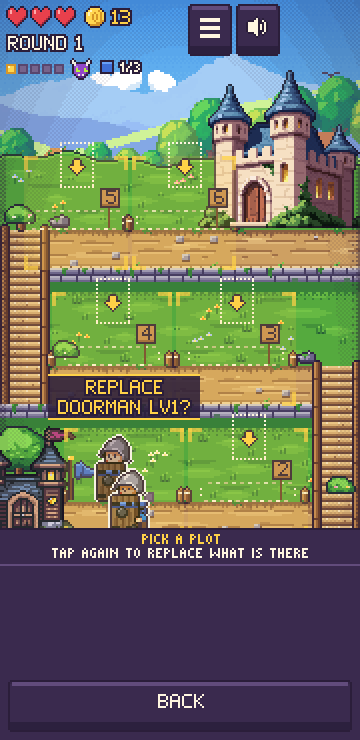 13
ROUND 1
1/3
5
6
4
3
REPLACE
DOORMAN LV1?
2
PICK A PLOT
TAP AGAIN TO REPLACE WHAT IS THERE
BACK